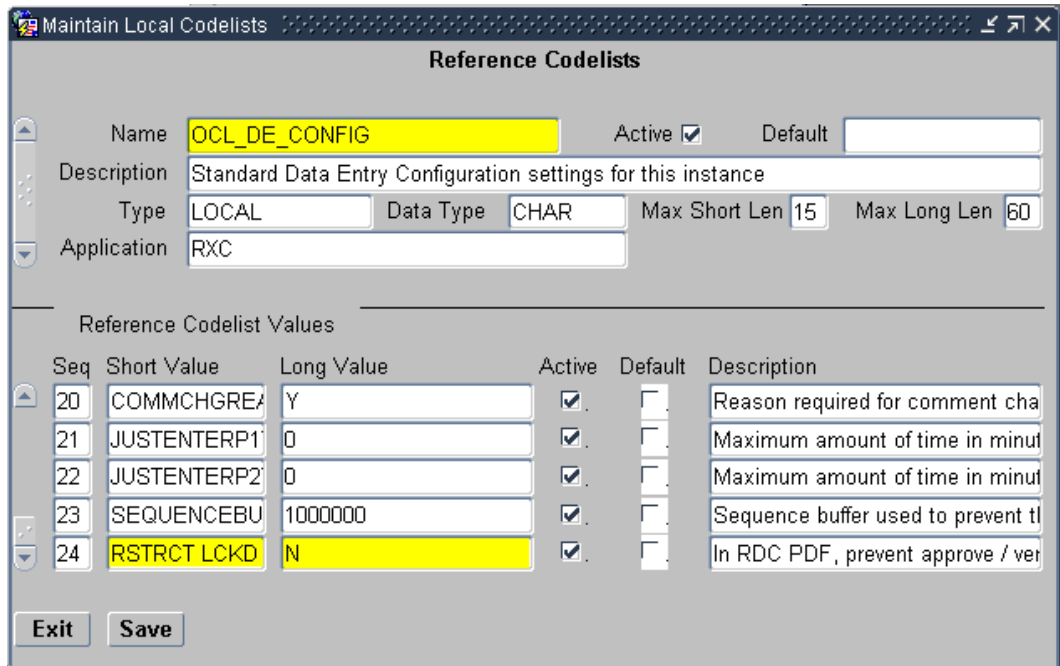 Maintain Local Codelists
Reference Codelists
Name OCL_DE_CONFIG Active Default
Description Standard Data Entry Configuration settings for this instance
Type LOCAL Data Type CHAR Max Short Len 15 Max Long Len 60
Application RXC
Reference Codelist Values
Seq Short Value Long Value Active Default Description
20 COMMCHGREA Y Reason required for comment cha
21 JUSTENTERP1 0 Maximum amount of time in minut
22 JUSTENTERP2 0 Maximum amount of time in minut
23 SEQUENCEBU 1000000 Sequence buffer used to prevent tl
24 RSTRCT LCKD N In RDC PDF, prevent approve / ver
Exit Save